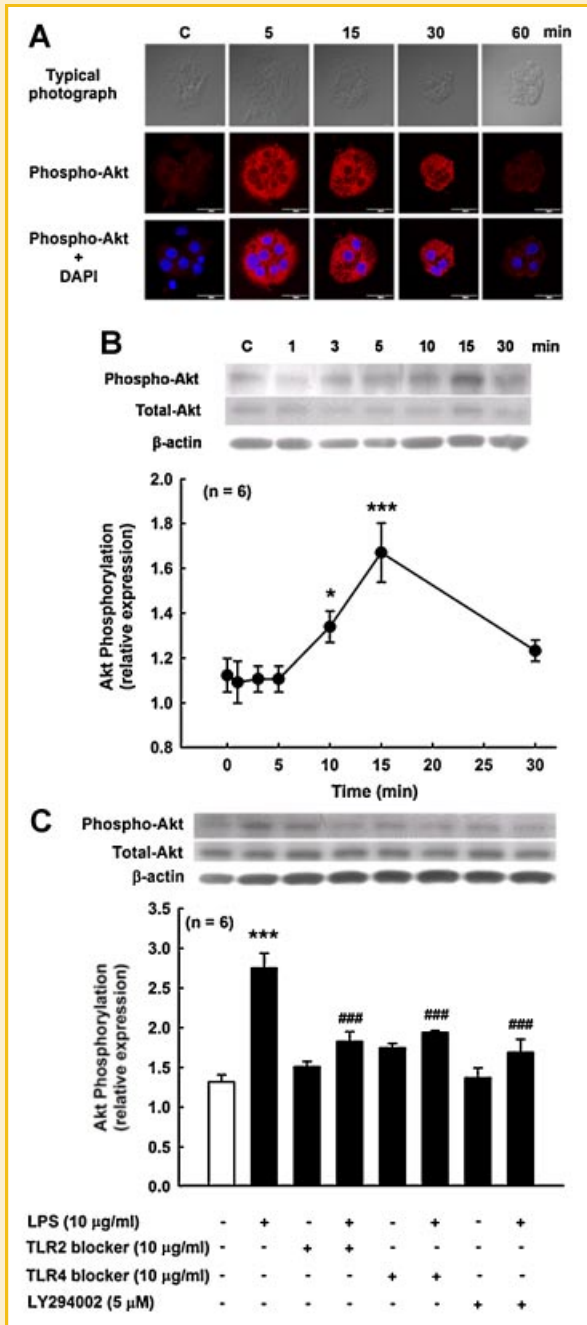 A
C 5 15 30 60 min
Typical
photograph
Phospho-Akt
Phospho-Akt
+
DAPI
B
C 1 3 5 10 15 30 min
Phospho-Akt
Total-Akt
β-actin
(n = 6)
Akt Phosphorylation
(relative expression)
2.0
1.8
1.6
1.4
1.2
1.0
0.8
*
***
0 5 10 15 20 25 30
Time (min)
C
Phospho-Akt
Total-Akt
β-actin
(n = 6)
Akt Phosphorylation
(relative expression)
3.5
3.0
2.5
2.0
1.5
1.0
0.5
0.0
***
###
###
###
LPS (10 μg/ml) - + - + - + - +
TLR2 blocker (10 μg/ml) - - + + - - - -
TLR4 blocker (10 μg/ml) - - - - + + - -
LY294002 (5 μM) - - - - - - + +